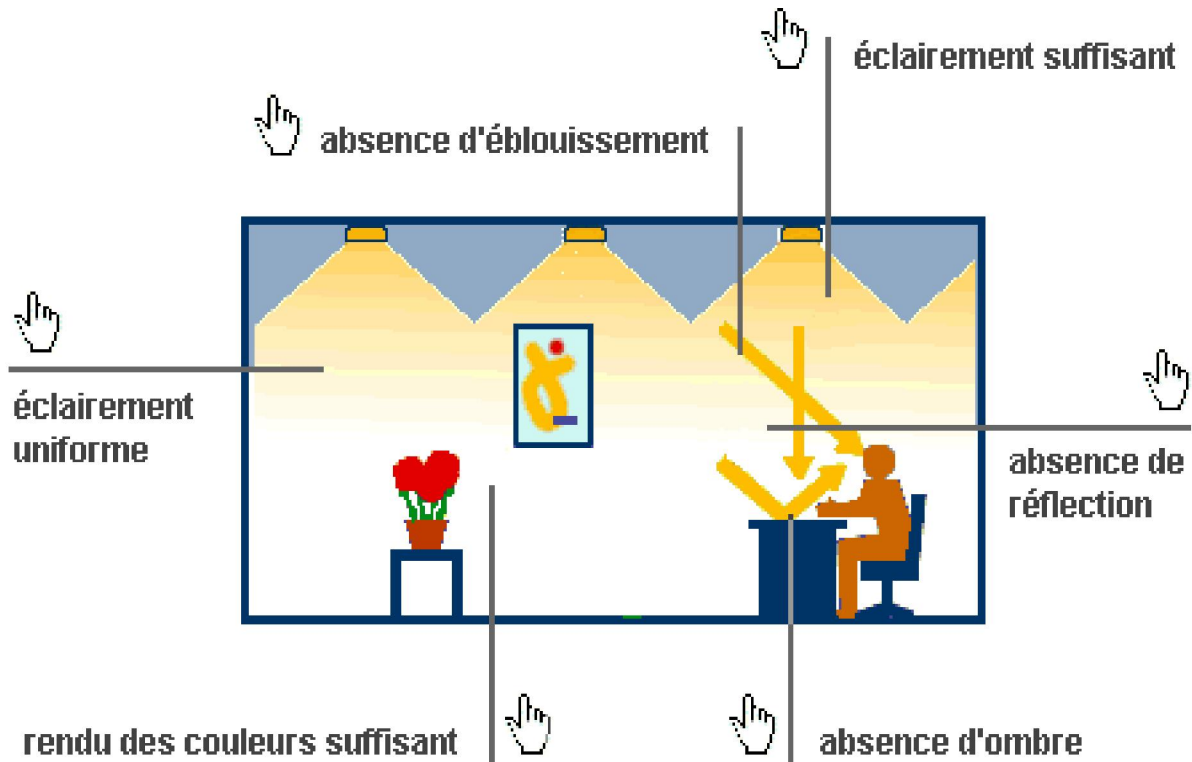 éclairement suffisant
absence d'éblouissement
éclairement
uniforme
absence de
réflection
rendu des couleurs suffisant
absence d'ombre